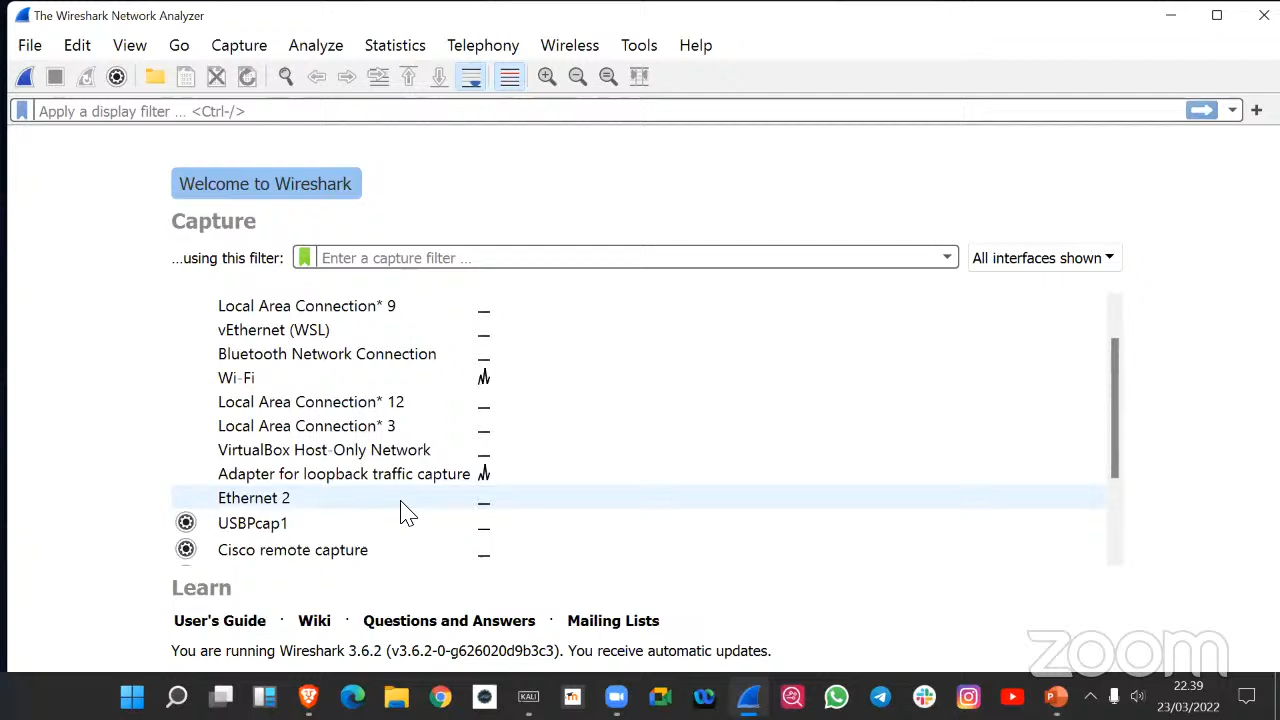 The Wireshark Network Analyzer
File Edit View Go Capture Analyze Statistics Telephony Wireless Tools Help
Apply a display filter ... <Ctrl-/>
Welcome to Wireshark
Capture
...using this filter: Enter a capture filter ... All interfaces shown
Local Area Connection* 9
vEthernet (WSL)
Bluetooth Network Connection
Wi-Fi
Local Area Connection* 12
Local Area Connection* 3
VirtualBox Host-Only Network
Adapter for loopback traffic capture
Ethernet 2
USBPcap1
Cisco remote capture
Learn
User's Guide · Wiki · Questions and Answers · Mailing Lists
You are running Wireshark 3.6.2 (v3.6.2-0-g626020d9b3c3). You receive automatic updates.
zoom
KALI
22:39
23/03/2022